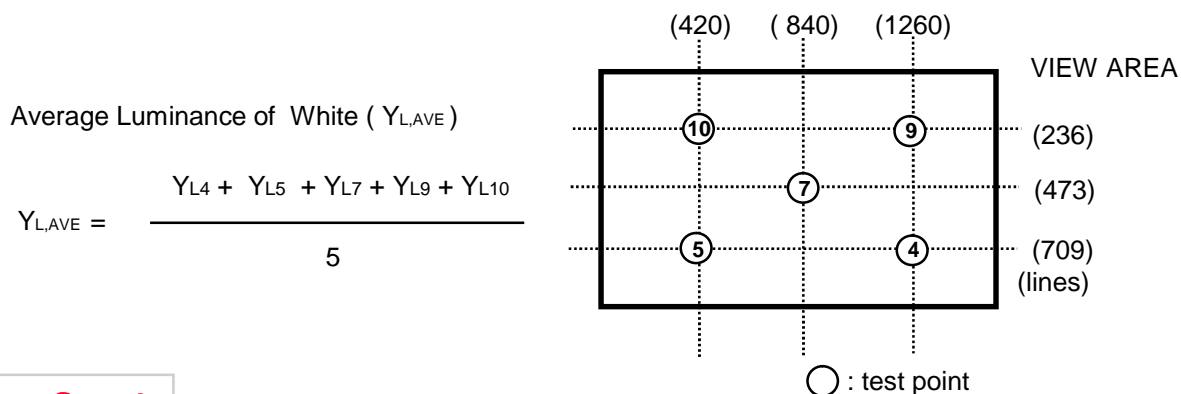 (420) ( 840) (1260)
VIEW AREA
Average Luminance of White ( YL,AVE )
10 9 (236)
YL4 + YL5 + YL7 + YL9 + YL10
7 (473)
YL,AVE =
5
5 4 (709)
(lines)
: test point